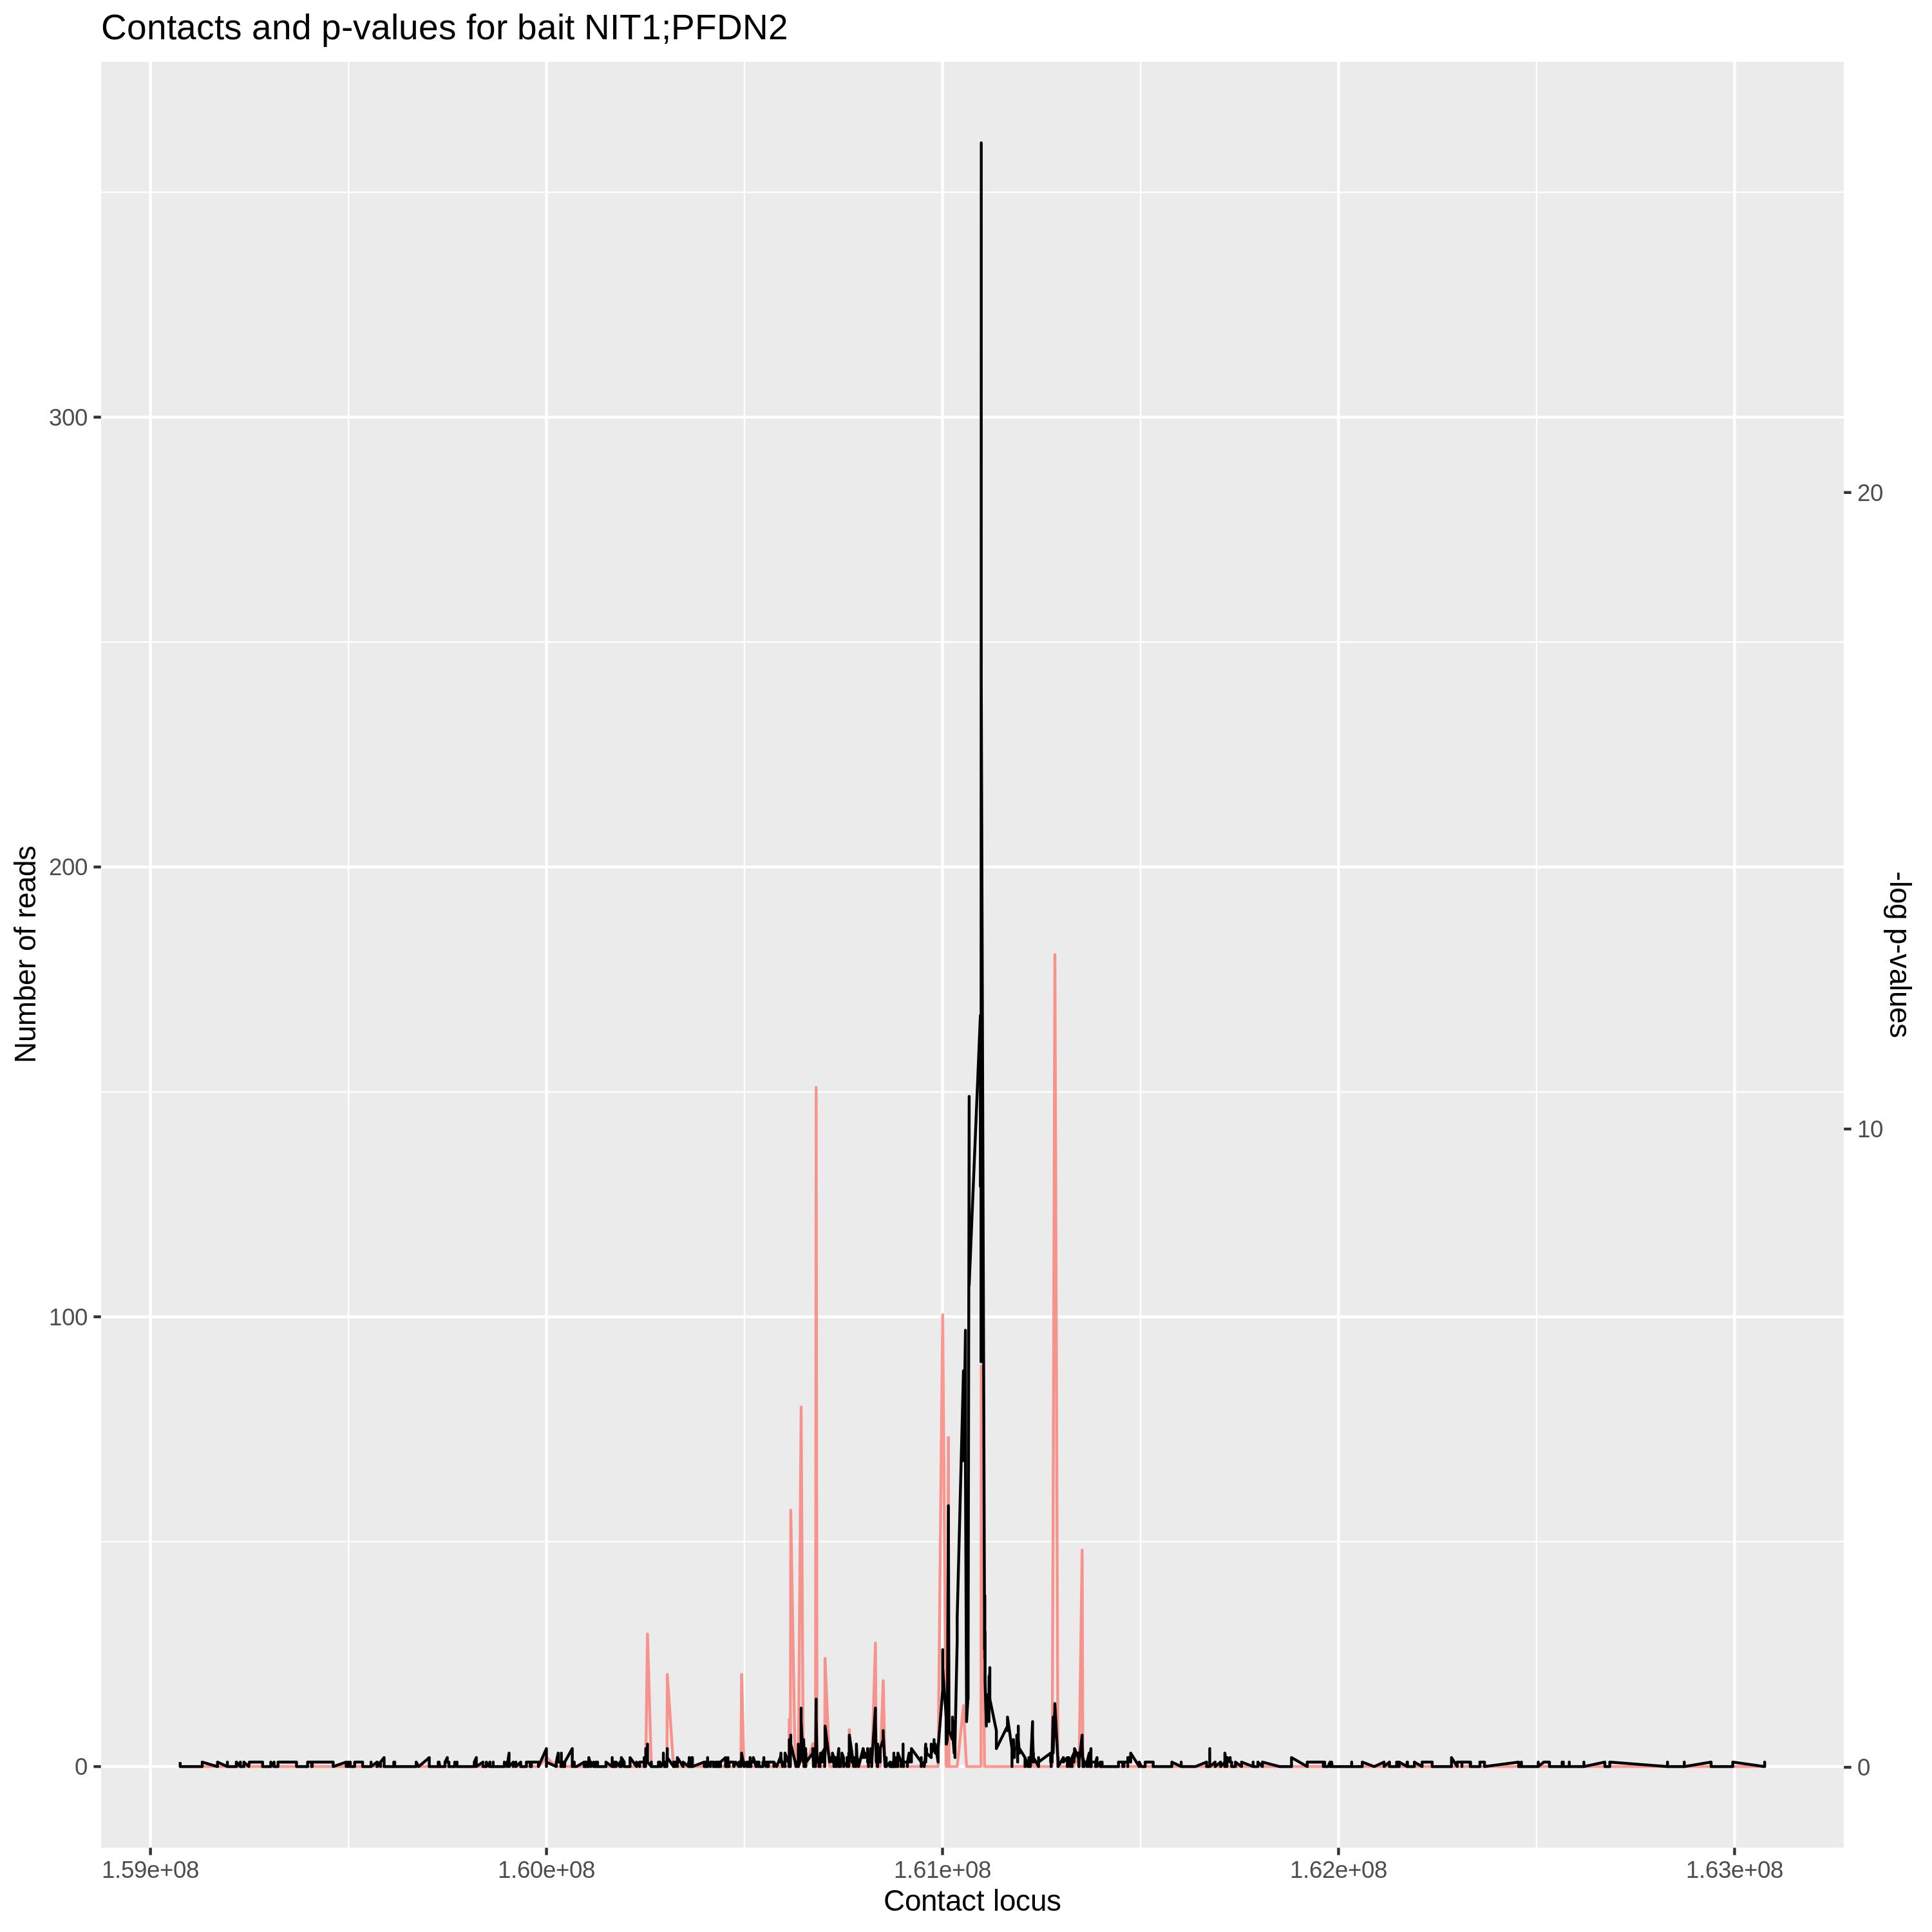 Contacts and p-values for bait NIT1;PFDN2
300
200
100
0
Number of reads
20
10
0
-log p-values
1.59e+08
1.60e+08
1.61e+08
1.62e+08
1.63e+08
Contact locus